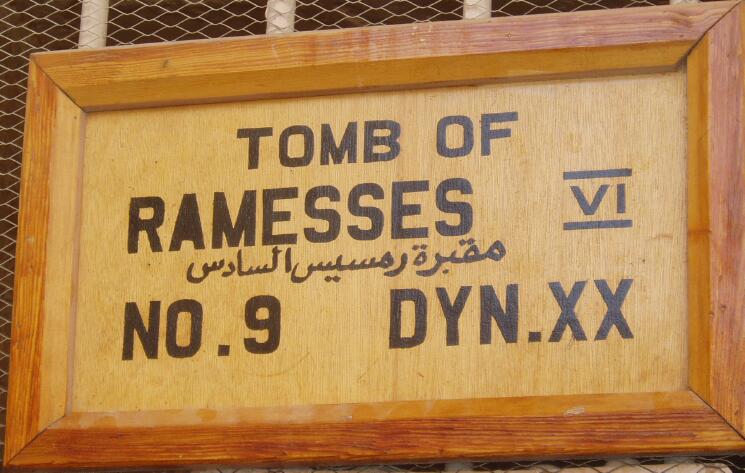 TOMB OF
RAMESSES VI
مقبرة رمسيس السادس
NO.9 DYN.XX